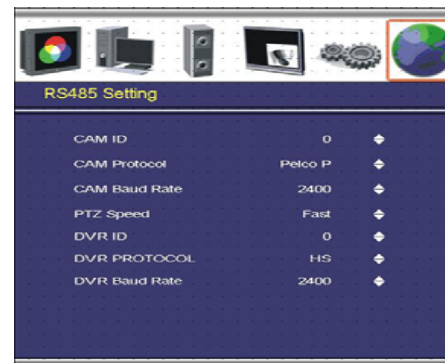 RS485 Setting
CAM ID 0
CAM Protocol Pelco P
CAM Baud Rate 2400
PTZ Speed Fast
DVR ID 0
DVR PROTOCOL HS
DVR Baud Rate 2400